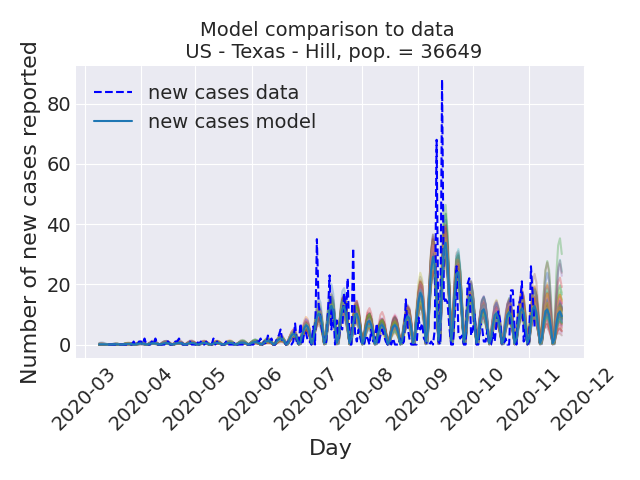 Model comparison to data
US - Texas - Hill, pop. = 36649
Number of new cases reported
80
60
40
20
0
new cases data
new cases model
2020-03
2020-04
2020-05
2020-06
2020-07
2020-08
2020-09
2020-10
2020-11
2020-12
Day